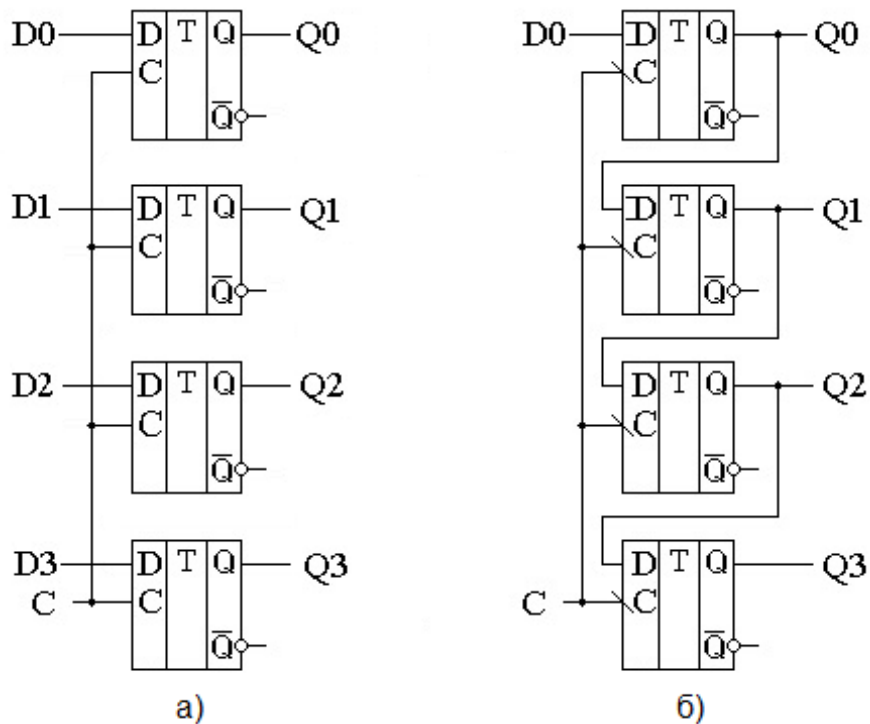 D0 D T Q Q0
C
Q̅
D1 D T Q Q1
C
Q̅
D2 D T Q Q2
C
Q̅
D3 D T Q Q3
C C
Q̅
а)
D0 D T Q Q0
C
Q̅
D T Q Q1
C
Q̅
D T Q Q2
C
Q̅
D T Q Q3
C C
Q̅
б)